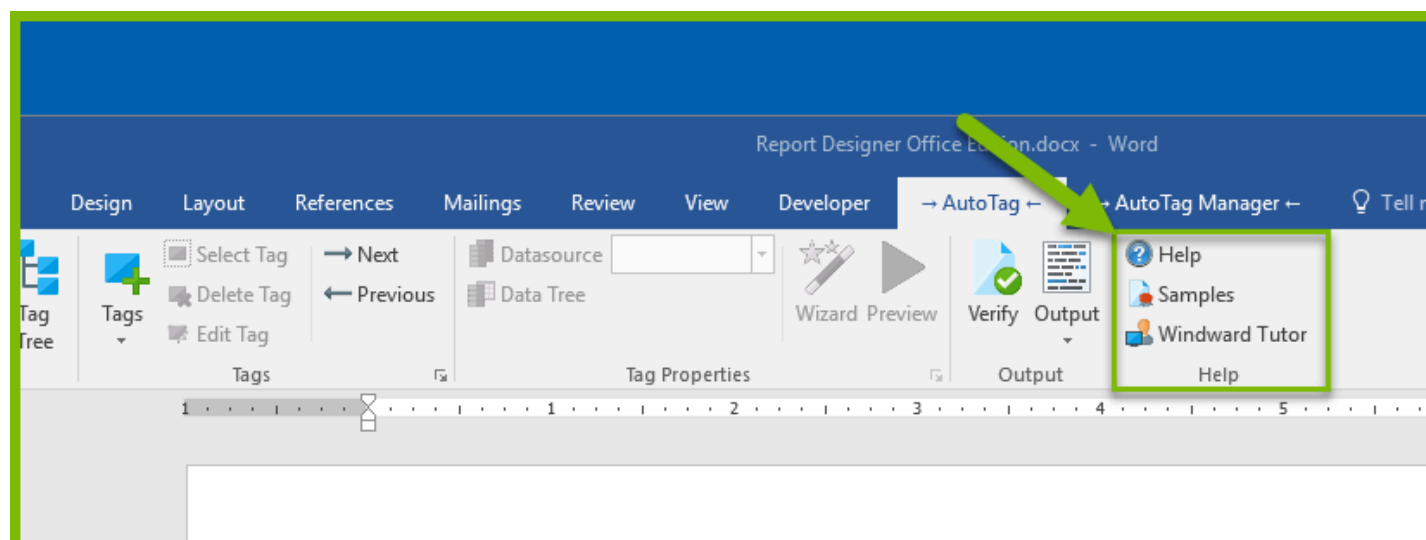 Report Designer Office Edition.docx - Word
Design Layout References Mailings Review View Developer → AutoTag ← → AutoTag Manager ← Tell
Select Tag → Next Datasource Help
Delete Tag ← Previous Data Tree Samples
Tag Tree Tags Edit Tag Wizard Preview Verify Output Windward Tutor
Tags Tag Properties Output Help
1 1 2 3 4 5